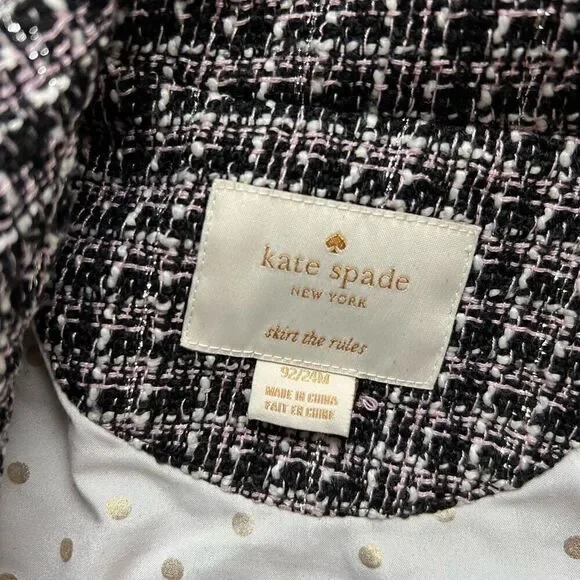 kate spade
NEW YORK
skirt the rules
92/24M
MADE IN CHINA
FAIT EN CHINE